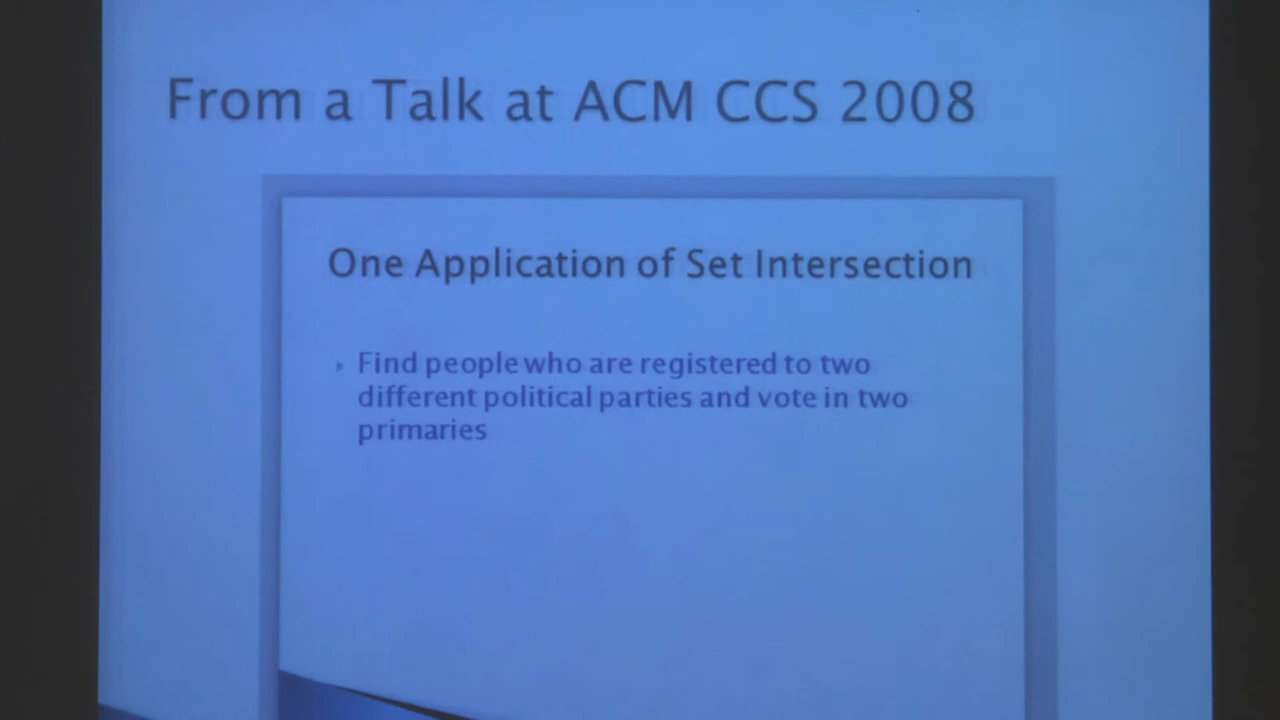 From a Talk at ACM CCS 2008
One Application of Set Intersection
Find people who are registered to two
different political parties and vote in two
primaries